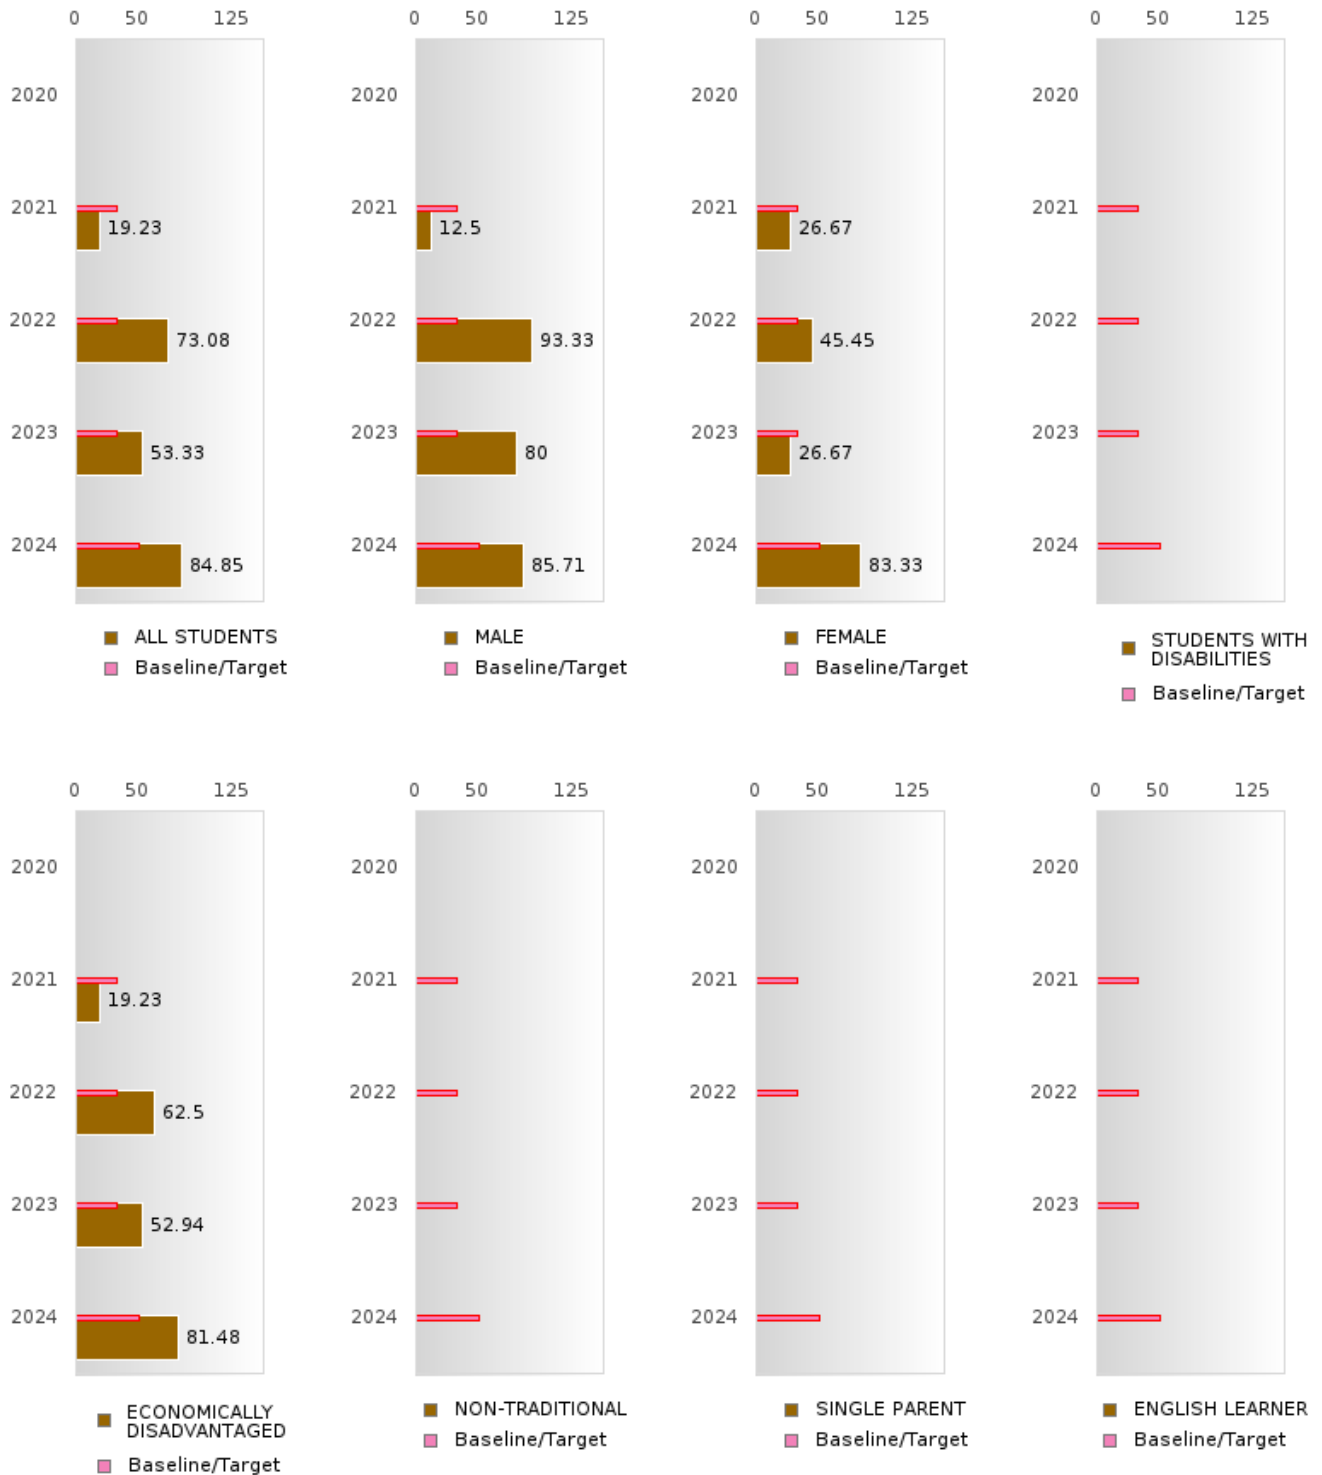 0 50 125
0 50 125
0 50 125
0 50 125
2020
2020
2020
2020
2021
2021
2021
2021
19.23
12.5
26.67
2022
2022
2022
2022
73.08
93.33
45.45
2023
2023
2023
2023
53.33
80
26.67
2024
2024
2024
2024
84.85
85.71
83.33
ALL STUDENTS
Baseline/Target
MALE
Baseline/Target
FEMALE
Baseline/Target
STUDENTS WITH
DISABILITIES
Baseline/Target
0 50 125
0 50 125
0 50 125
0 50 125
2020
2020
2020
2020
2021
2021
2021
2021
19.23
2022
2022
2022
2022
62.5
2023
2023
2023
2023
52.94
2024
2024
2024
2024
81.48
ECONOMICALLY
DISADVANTAGED
Baseline/Target
NON-TRADITIONAL
Baseline/Target
SINGLE PARENT
Baseline/Target
ENGLISH LEARNER
Baseline/Target